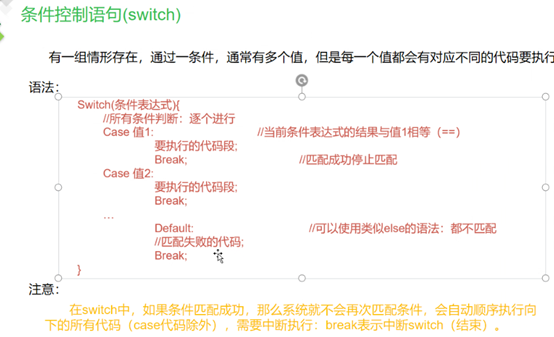 条件控制语句(switch)
有一组情形存在，通过一条件，通常有多个值，但是每一个值都会有对应不同的代码要执行
语法：
Switch(条件表达式){
//所有条件判断：逐个进行
Case 值1: //当前条件表达式的结果与值1相等（==）
要执行的代码段;
Break; //匹配成功停止匹配
Case 值2:
要执行的代码段;
Break;
…
Default: //可以使用类似else的语法：都不匹配
//匹配失败的代码;
Break;
}
注意：
在switch中，如果条件匹配成功，那么系统就不会再次匹配条件，会自动顺序执行向
下的所有代码（case代码除外），需要中断执行：break表示中断switch（结束）。